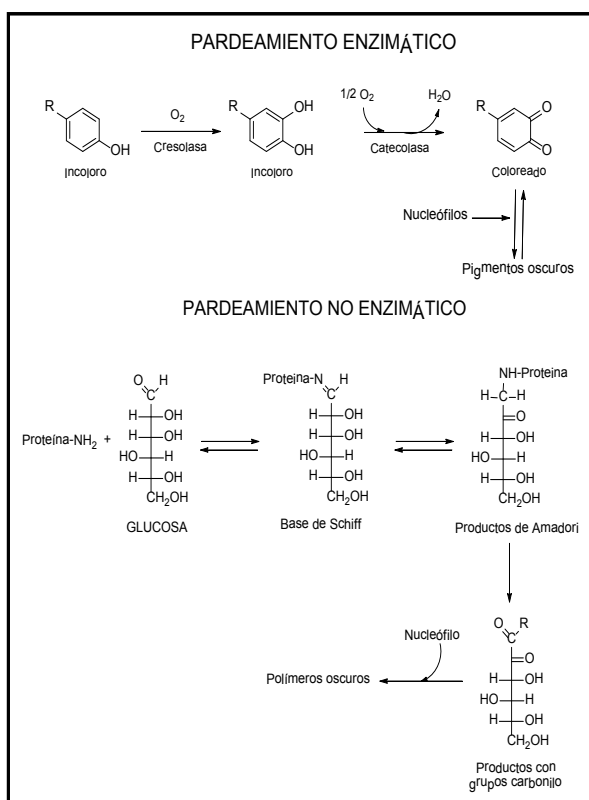 PARDEAMIENTO ENZIMÁTICO
R
OH
Incoloro
O2
Cresolasa
R
OH
OH
Incoloro
1/2 O2
H2O
Catecolasa
R
O
O
Coloreado
Nucleófilos
Pigmentos oscuros
PARDEAMIENTO NO ENZIMÁTICO
Proteína-NH2 +
O H
C
H OH
H OH
HO H
H OH
CH2OH
GLUCOSA
Proteína-N H
C
H OH
H OH
HO H
H OH
CH2OH
Base de Schiff
NH-Proteína
H-C-H
O
H OH
HO H
H OH
CH2OH
Productos de Amadori
Nucleófilo
Polímeros oscuros
O R
C
O
H OH
HO H
H OH
CH2OH
Productos con
grupos carbonilo